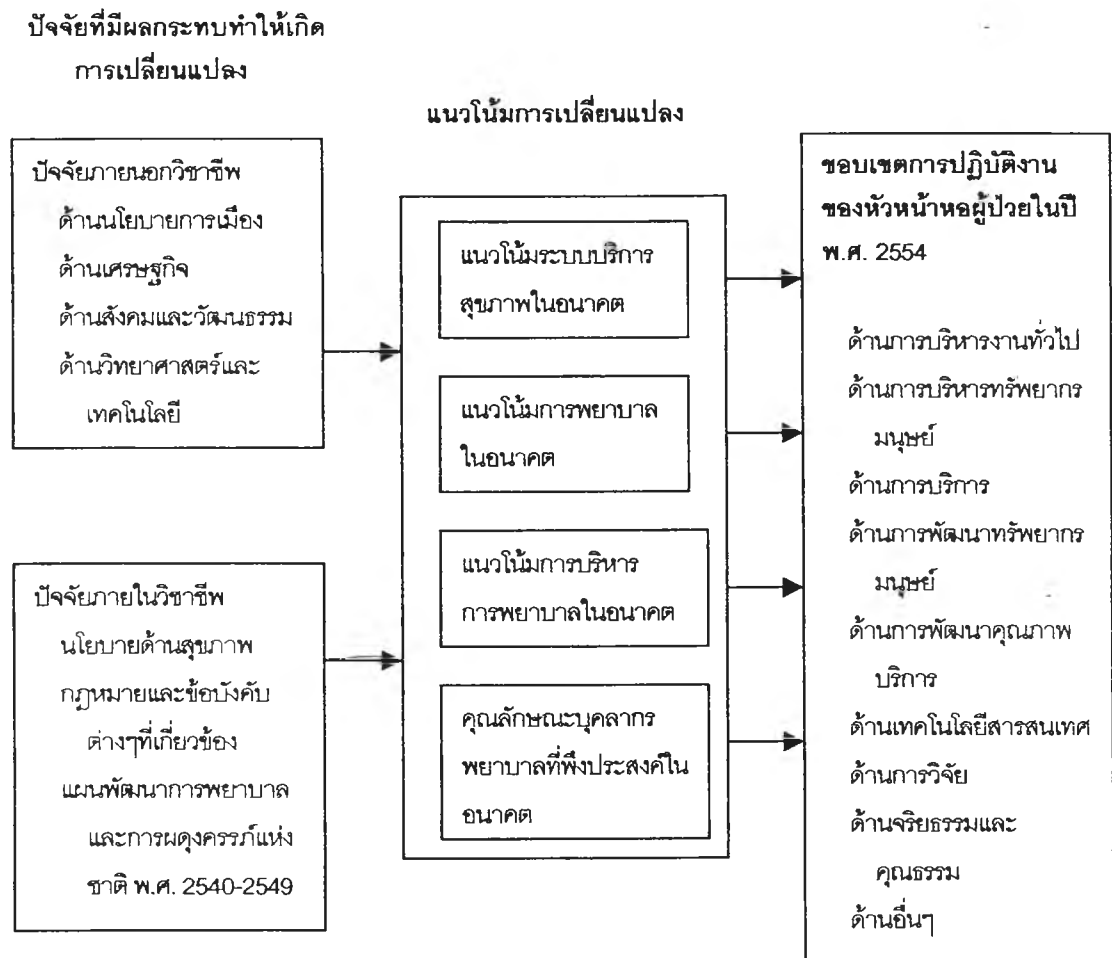 ปัจจัยที่มีผลกระทบทำให้เกิด
การเปลี่ยนแปลง
แนวโน้มการเปลี่ยนแปลง
ปัจจัยภายนอกวิชาชีพ
ด้านนโยบายการเมือง
ด้านเศรษฐกิจ
ด้านสังคมและวัฒนธรรม
ด้านวิทยาศาสตร์และ
เทคโนโลยี
ปัจจัยภายในวิชาชีพ
นโยบายด้านสุขภาพ
กฎหมายและข้อบังคับ
ต่างๆที่เกี่ยวข้อง
แผนพัฒนาการพยาบาล
และการผดุงครรภ์แห่ง
ชาติ พ.ศ. 2540-2549
แนวโน้มระบบบริการ
สุขภาพในอนาคต
แนวโน้มการพยาบาล
ในอนาคต
แนวโน้มการบริหาร
การพยาบาลในอนาคต
คุณลักษณะบุคลากร
พยาบาลที่พึงประสงค์ใน
อนาคต
ขอบเขตการปฏิบัติงาน
ของหัวหน้าหอผู้ป่วยในปี
พ.ศ. 2554
ด้านการบริหารงานทั่วไป
ด้านการบริหารทรัพยากร
มนุษย์
ด้านการบริการ
ด้านการพัฒนาทรัพยากร
มนุษย์
ด้านการพัฒนาคุณภาพ
บริการ
ด้านเทคโนโลยีสารสนเทศ
ด้านการวิจัย
ด้านจริยธรรมและ
คุณธรรม
ด้านอื่นๆ